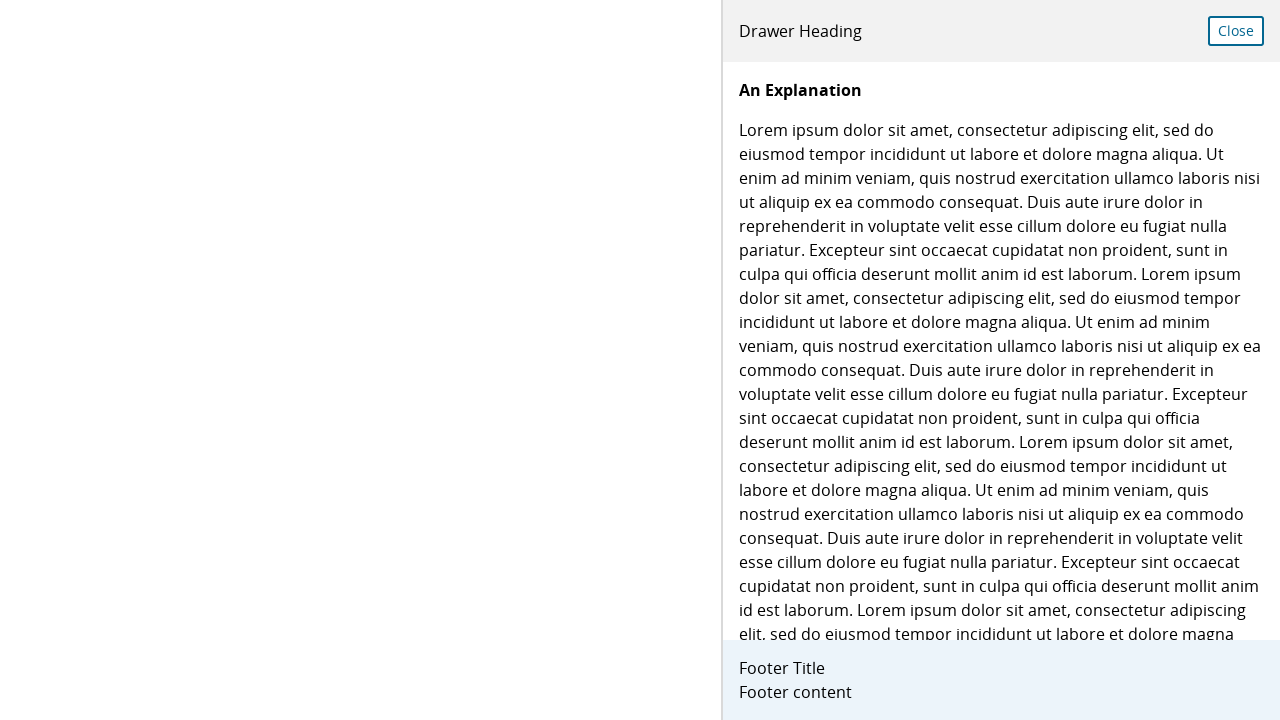 Drawer Heading
Close
An Explanation
Lorem ipsum dolor sit amet, consectetur adipiscing elit, sed do
eiusmod tempor incididunt ut labore et dolore magna aliqua. Ut
enim ad minim veniam, quis nostrud exercitation ullamco laboris nisi
ut aliquip ex ea commodo consequat. Duis aute irure dolor in
reprehenderit in voluptate velit esse cillum dolore eu fugiat nulla
pariatur. Excepteur sint occaecat cupidatat non proident, sunt in
culpa qui officia deserunt mollit anim id est laborum. Lorem ipsum
dolor sit amet, consectetur adipiscing elit, sed do eiusmod tempor
incididunt ut labore et dolore magna aliqua. Ut enim ad minim
veniam, quis nostrud exercitation ullamco laboris nisi ut aliquip ex ea
commodo consequat. Duis aute irure dolor in reprehenderit in
voluptate velit esse cillum dolore eu fugiat nulla pariatur. Excepteur
sint occaecat cupidatat non proident, sunt in culpa qui officia
deserunt mollit anim id est laborum. Lorem ipsum dolor sit amet,
consectetur adipiscing elit, sed do eiusmod tempor incididunt ut
labore et dolore magna aliqua. Ut enim ad minim veniam, quis
nostrud exercitation ullamco laboris nisi ut aliquip ex ea commodo
consequat. Duis aute irure dolor in reprehenderit in voluptate velit
esse cillum dolore eu fugiat nulla pariatur. Excepteur sint occaecat
cupidatat non proident, sunt in culpa qui officia deserunt mollit anim
id est laborum. Lorem ipsum dolor sit amet, consectetur adipiscing
elit, sed do eiusmod tempor incididunt ut labore et dolore magna
Footer Title
Footer content